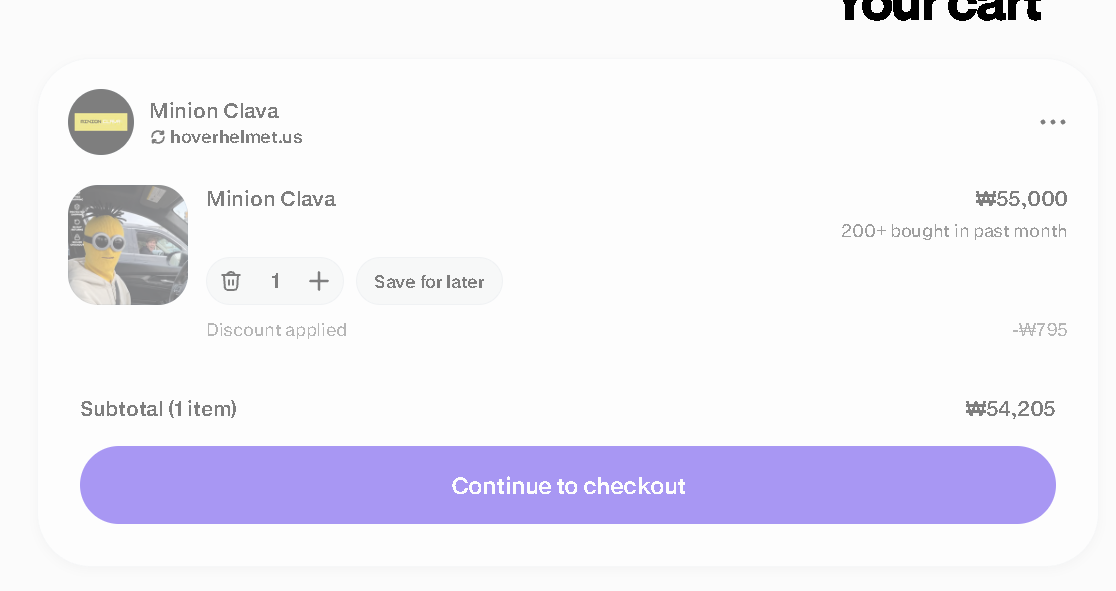 Your cart
Minion Clava
hoverhelmet.us
Minion Clava
₩55,000
200+ bought in past month
1
Save for later
Discount applied
-₩795
Subtotal (1 item)
₩54,205
Continue to checkout